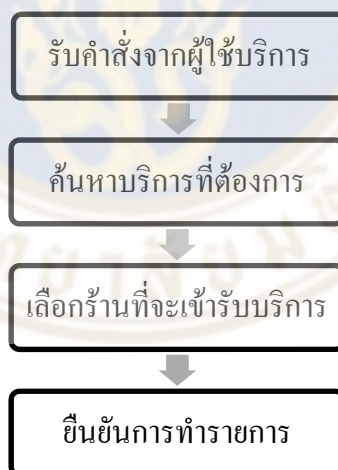 รับคำสั่งจากผู้ใช้บริการ
ค้นหาบริการที่ต้องการ
เลือกร้านที่จะเข้ารับบริการ
ยืนยันการทำรายการ